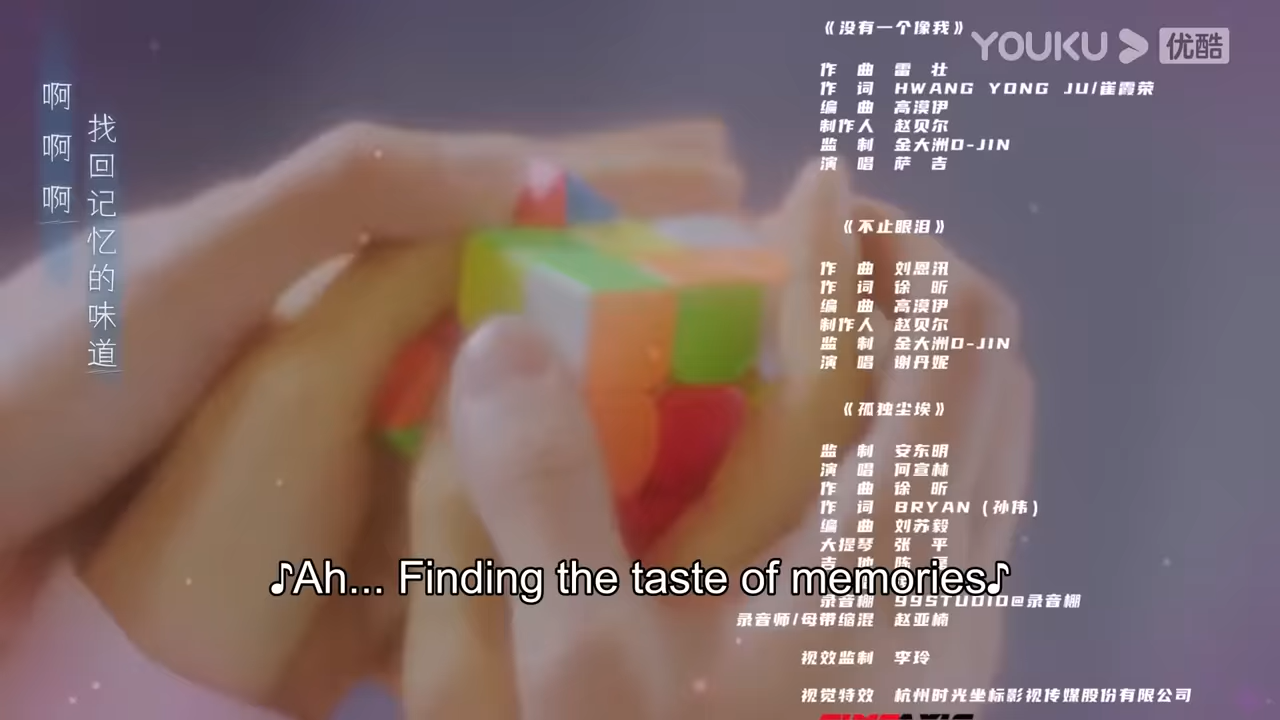 YOUKU 优酷
啊啊啊
找回记忆的味道
《没有一个像我》
作曲 雷壮
作词 HWANG YONG JU/崔霞荣
编曲 高漠伊
制作人 赵贝尔
监制 金大洲D-JIN
演唱 萨吉
《不止眼泪》
作曲 刘恩汛
作词 徐昕
编曲 高漠伊
制作人 赵贝尔
监制 金大洲D-JIN
演唱 谢丹妮
《孤独尘埃》
监制 安东明
演唱 何宣林
作曲 徐昕
作词 BRYAN (孙伟)
编曲 刘苏毅
大提琴 张平
吉他 陈
♪Ah... Finding the taste of memories♪
录音棚 99STUDIO@录音棚
录音师/母带缩混 赵亚楠
视效监制 李玲
视觉特效 杭州时光坐标影视传媒股份有限公司